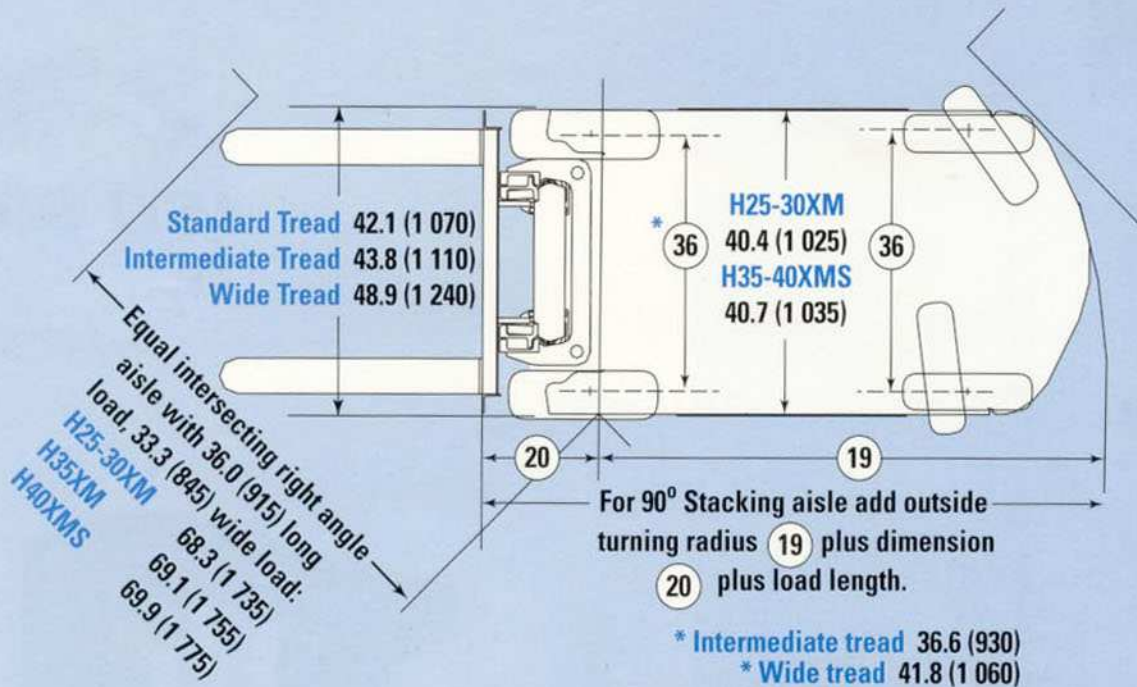 Standard Tread 42.1 (1 070)
Intermediate Tread 43.8 (1 110)
Wide Tread 48.9 (1 240)
* 36
H25-30XM
40.4 (1 025)
H35-40XMS
40.7 (1 035)
36
Equal intersecting right angle
aisle with 36.0 (915) long
load, 33.3 (845) wide load:
H25-30XM 68.3 (1 735)
H35XM 69.1 (1 755)
H40XMS 69.9 (1 775)
20
19
For 90º Stacking aisle add outside
turning radius 19 plus dimension
20 plus load length.
* Intermediate tread 36.6 (930)
* Wide tread 41.8 (1 060)